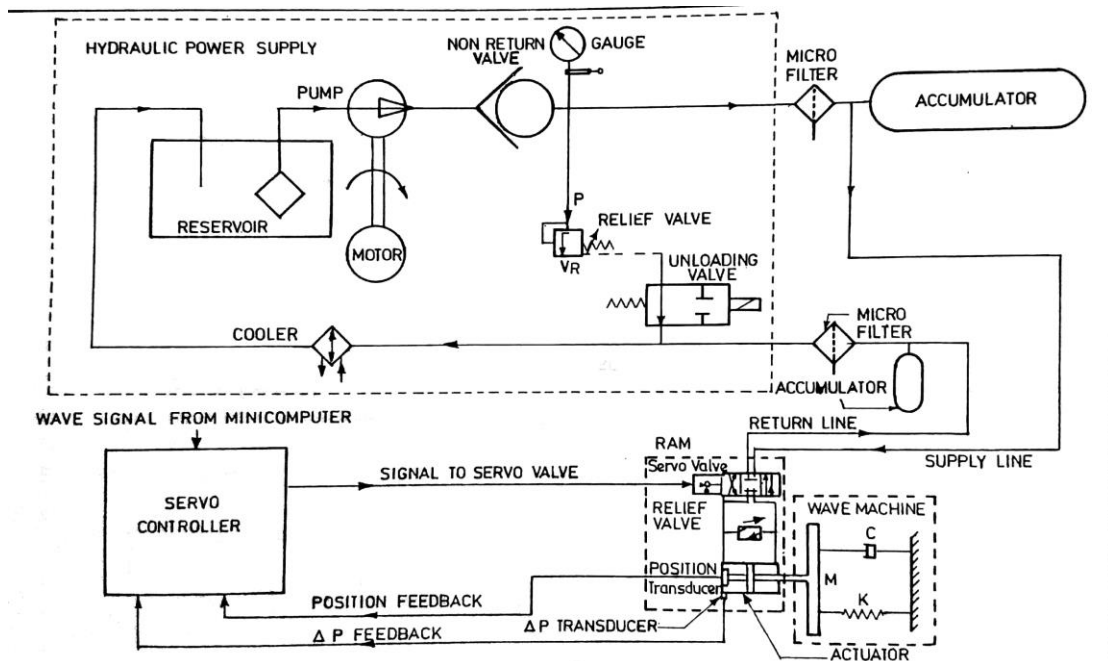 HYDRAULIC POWER SUPPLY
NON RETURN
VALVE
GAUGE
MICRO
FILTER
PUMP
ACCUMULATOR
P
RESERVOIR
RELIEF VALVE
MOTOR
VR
UNLOADING
VALVE
COOLER
MICRO
FILTER
ACCUMULATOR
WAVE SIGNAL FROM MINICOMPUTER
RETURN LINE
RAM
SUPPLY LINE
Servo Valve
SIGNAL TO SERVO VALVE
SERVO
CONTROLLER
RELIEF
VALVE
WAVE MACHINE
C
POSITION
Transducer
M
K
POSITION FEEDBACK
Δ P TRANSDUCER
Δ P FEEDBACK
ACTUATOR